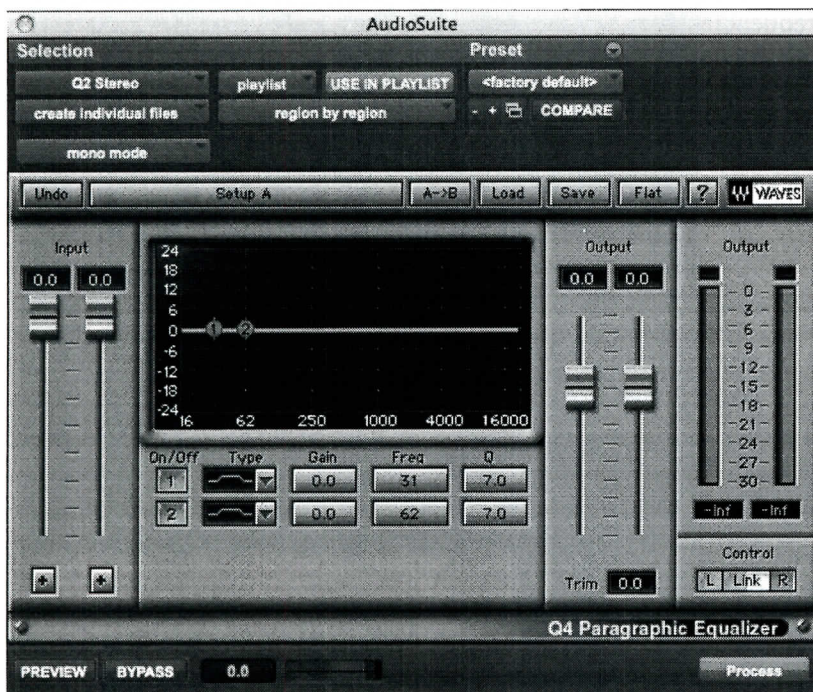 AudioSuite
Selection
Preset
Q2 Stereo
playlist
USE IN PLAYLIST
<factory default>
create individual files
region by region
- +
COMPARE
mono mode
Undo
Setup A
A->B
Load
Save
Flat
?
WAVES
Input
0.0 0.0
24
18
12
6
0
-6
-12
-18
-24
1 2
16 62 250 1000 4000 16000
On/Off Type Gain Freq Q
1 0.0 31 7.0
2 0.0 62 7.0
Output
0.0 0.0
Trim 0.0
Output
0
3
6
9
12
15
18
21
24
27
30
-Inf -Inf
Control
L Link R
Q4 Paragraphic Equalizer
PREVIEW
BYPASS
0.0
Process